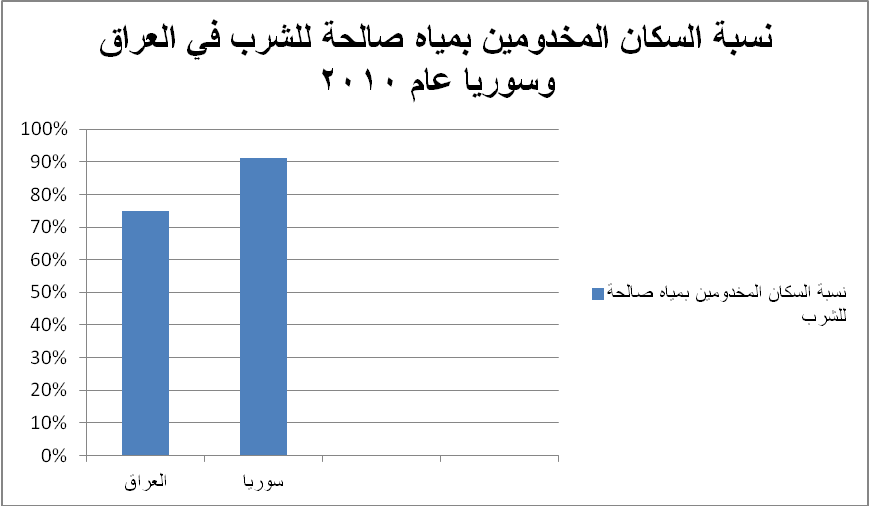 نسبة السكان المخدومين بمياه صالحة للشرب في العراق
وسوريا عام ٢٠١٠
100%
90%
80%
70%
60%
50%
40%
30%
20%
10%
0%
العراق
سوريا
نسبة السكان المخدومين بمياه صالحة
للشرب